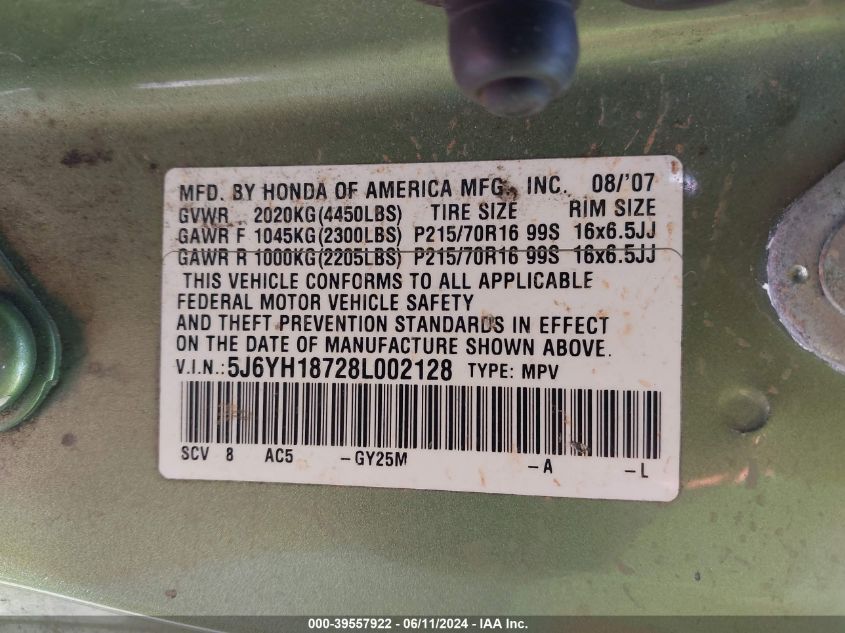 MFD. BY HONDA OF AMERICA MFG., INC. 08/'07
GVWR 2020KG(4450LBS) TIRE SIZE RIM SIZE
GAWR F 1045KG(2300LBS) P215/70R16 99S 16x6.5JJ
GAWR R 1000KG(2205LBS) P215/70R16 99S 16x6.5JJ
THIS VEHICLE CONFORMS TO ALL APPLICABLE
FEDERAL MOTOR VEHICLE SAFETY
AND THEFT PREVENTION STANDARDS IN EFFECT
ON THE DATE OF MANUFACTURE SHOWN ABOVE.
V.I.N.: 5J6YH18728L002128 TYPE: MPV
SCV 8 AC5 -GY25M -A -L
000-39557922 - 06/11/2024 - IAA Inc.